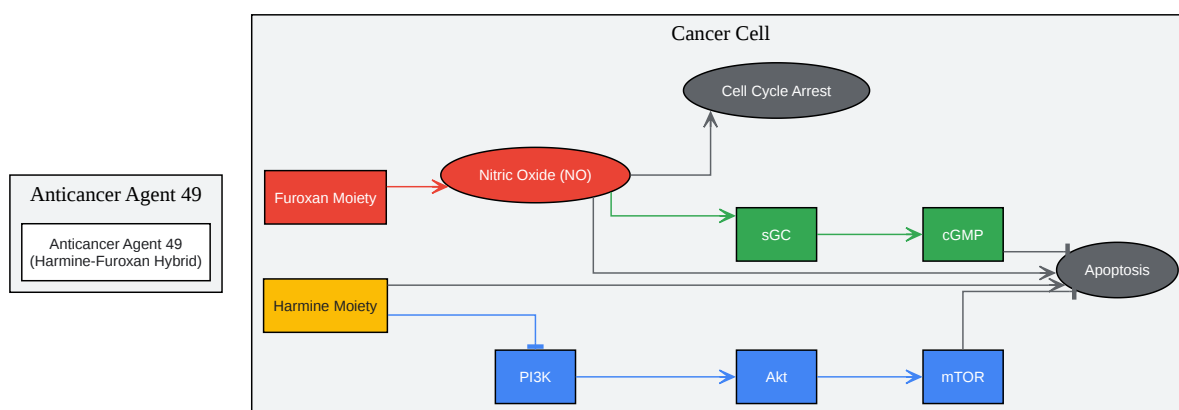 Cancer Cell
Cell Cycle Arrest
Anticancer Agent 49
Anticancer Agent 49
(Harmine-Furoxan Hybrid)
Furoxan Moiety
Nitric Oxide (NO)
sGC
cGMP
Apoptosis
Harmine Moiety
PI3K
Akt
mTOR